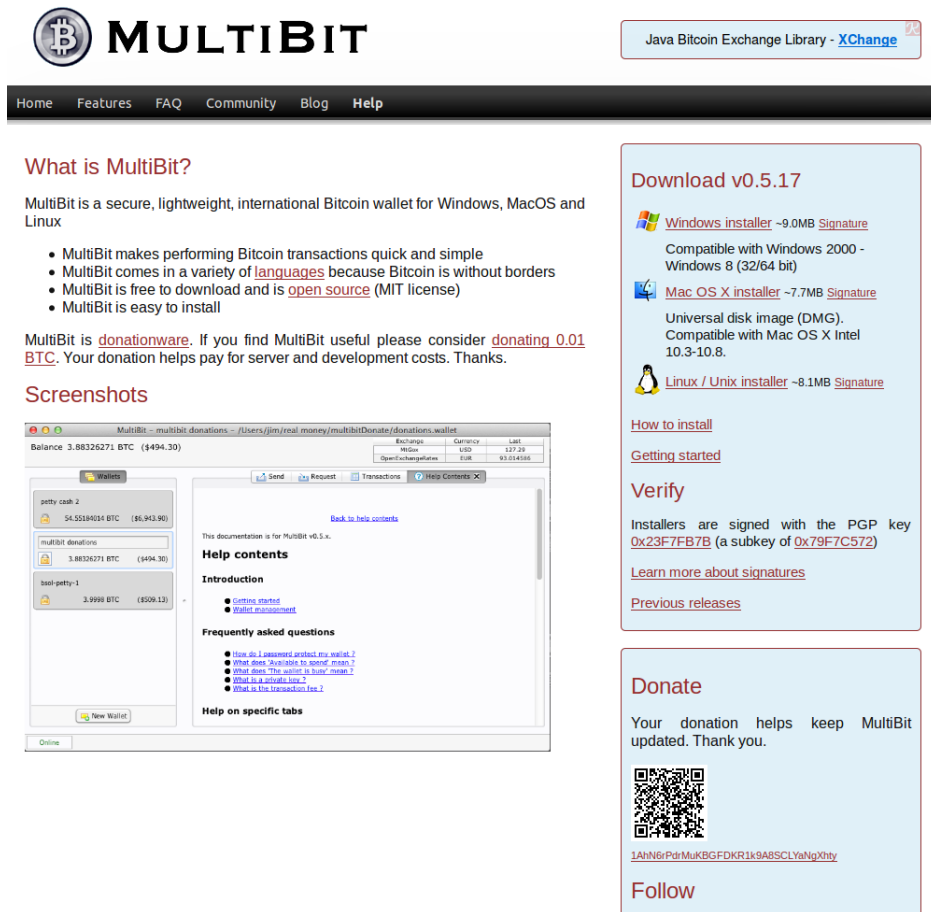 MULTIBIT
Java Bitcoin Exchange Library - XChange
Home Features FAQ Community Blog Help
What is MultiBit?
MultiBit is a secure, lightweight, international Bitcoin wallet for Windows, MacOS and
Linux
MultiBit makes performing Bitcoin transactions quick and simple
MultiBit comes in a variety of languages because Bitcoin is without borders
MultiBit is free to download and is open source (MIT license)
MultiBit is easy to install
MultiBit is donationware. If you find MultiBit useful please consider donating 0.01
BTC. Your donation helps pay for server and development costs. Thanks.
Screenshots
MultiBit – multibit donations – /Users/jim/real money/multibitDonate/donations.wallet
Balance 3.88326271 BTC ($494.30)
Exchange Currency Last
MtGox USD 127.29
OpenExchangeRates EUR 93.014586
Wallets
Send Request Transactions Help Contents X
petty cash 2
54.55184014 BTC ($6,943.90)
multibit donations
3.88326271 BTC ($494.30)
bsol-petty-1
3.9998 BTC ($509.13)
New Wallet
Online
Back to help contents
This documentation is for MultiBit v0.5.x.
Help contents
Introduction
Getting started
Wallet management
Frequently asked questions
How do I password protect my wallet ?
What does 'Available to spend' mean ?
What does 'The wallet is busy' mean ?
What is a private key ?
What is the transaction fee ?
Help on specific tabs
Download v0.5.17
Windows installer ~9.0MB Signature
Compatible with Windows 2000 -
Windows 8 (32/64 bit)
Mac OS X installer ~7.7MB Signature
Universal disk image (DMG).
Compatible with Mac OS X Intel
10.3-10.8.
Linux / Unix installer ~8.1MB Signature
How to install
Getting started
Verify
Installers are signed with the PGP key
0x23F7FB7B (a subkey of 0x79F7C572)
Learn more about signatures
Previous releases
Donate
Your donation helps keep MultiBit
updated. Thank you.
1AhN6rPdrMuKBGFDKR1k9A8SCLYaNgXhty
Follow